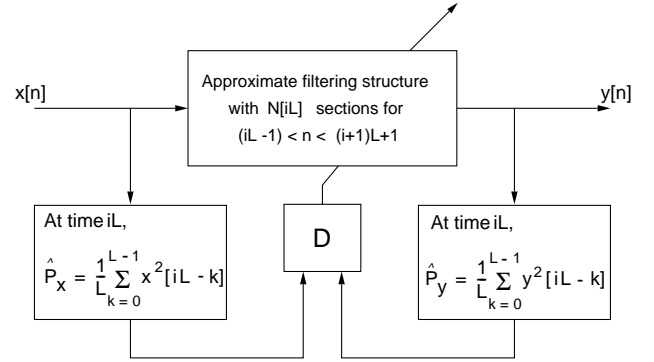 Approximate filtering structure
x[n]
y[n]
with N[iL] sections for
(iL -1) < n < (i+1)L+1
At time iL,
P̂x = 1/L Σ_{k = 0}^{L - 1} x²[iL - k]
D
At time iL,
P̂y = 1/L Σ_{k = 0}^{L - 1} y²[iL - k]